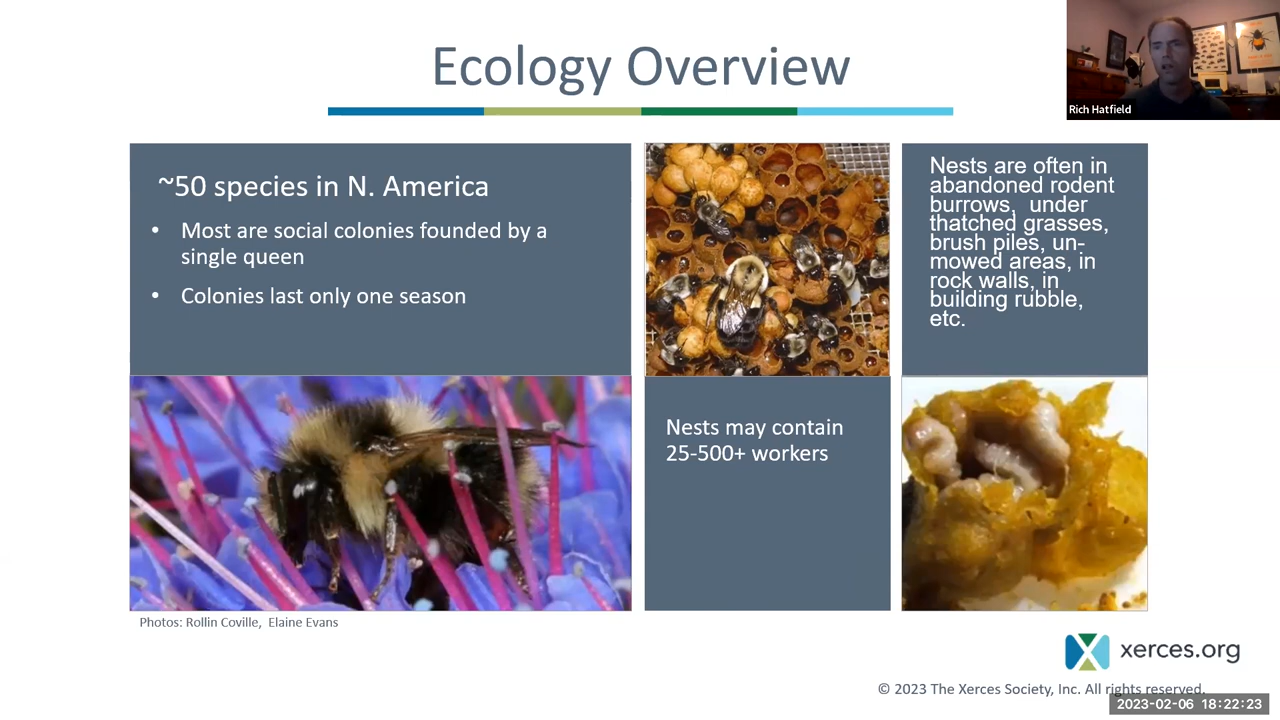 Ecology Overview
Rich Hatfield
~50 species in N. America
• Most are social colonies founded by a
single queen
• Colonies last only one season
Nests are often in
abandoned rodent
burrows,  under
thatched grasses,
brush piles, un-
mowed areas, in
rock walls, in
building rubble,
etc.
Nests may contain
25-500+ workers
Photos: Rollin Coville,  Elaine Evans
xerces.org
© 2023 The Xerces Society, Inc. All rights reserved.
2023-02-06  18:22:23